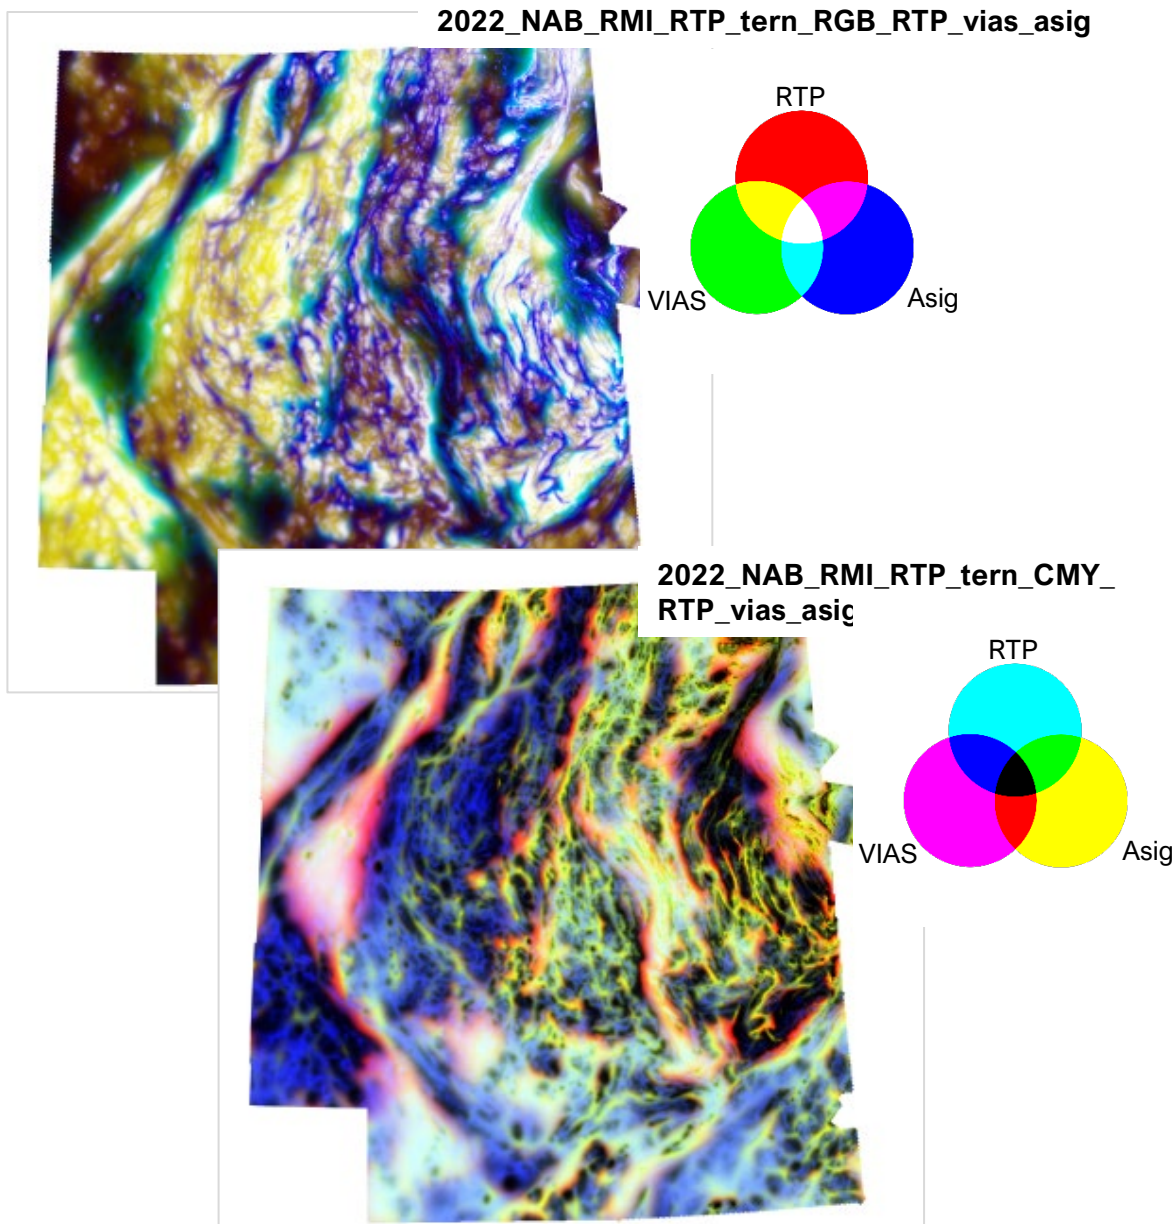 2022_NAB_RMI_RTP_tern_RGB_RTP_vias_asig
RTP
VIAS
Asig
2022_NAB_RMI_RTP_tern_CMY_
RTP_vias_asig
RTP
VIAS
Asig